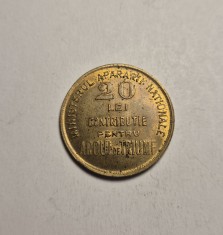 MINISTERUL APARARII NATIONALE
20
LEI
CONTRIBUTIE
PENTRU